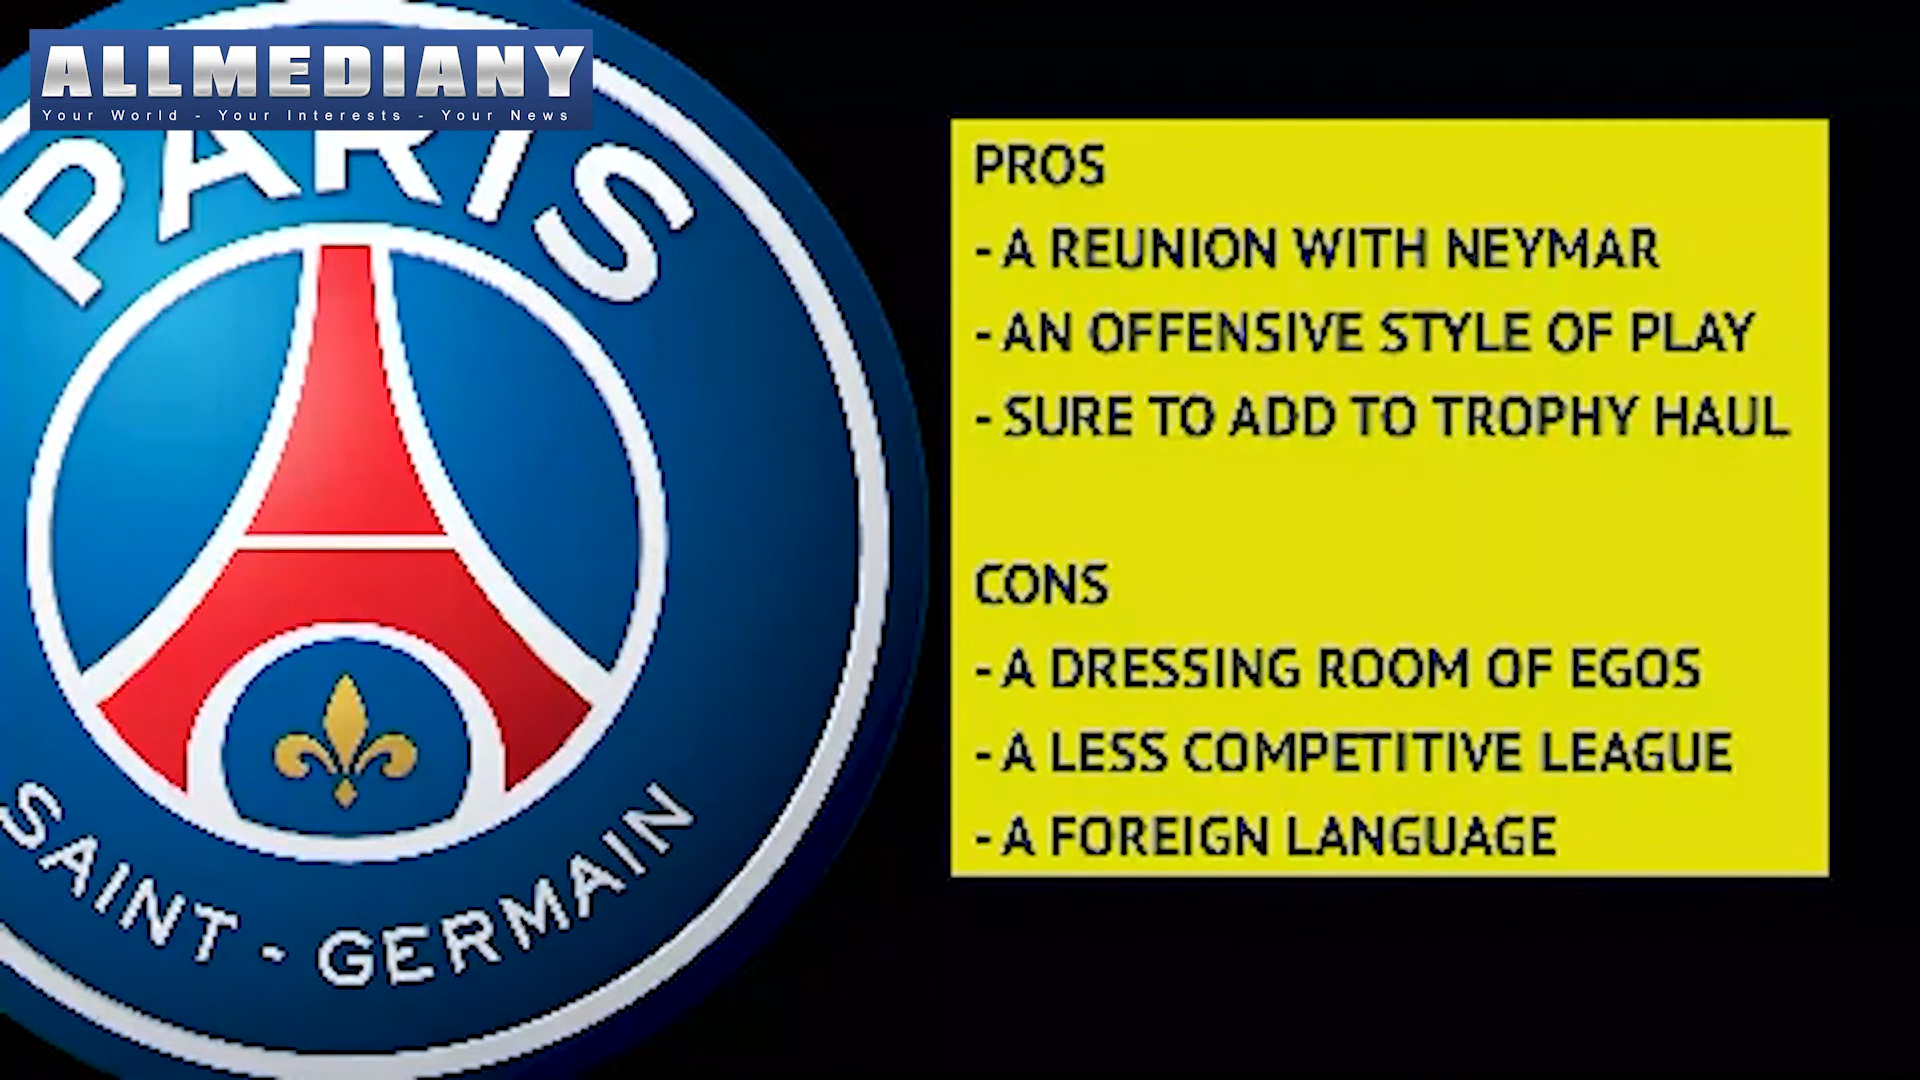 ALLMEDIANY
Your World - Your Interests - Your News
PARIS
SAINT-GERMAIN
PROS
- A REUNION WITH NEYMAR
- AN OFFENSIVE STYLE OF PLAY
- SURE TO ADD TO TROPHY HAUL
CONS
- A DRESSING ROOM OF EGOS
- A LESS COMPETITIVE LEAGUE
- A FOREIGN LANGUAGE